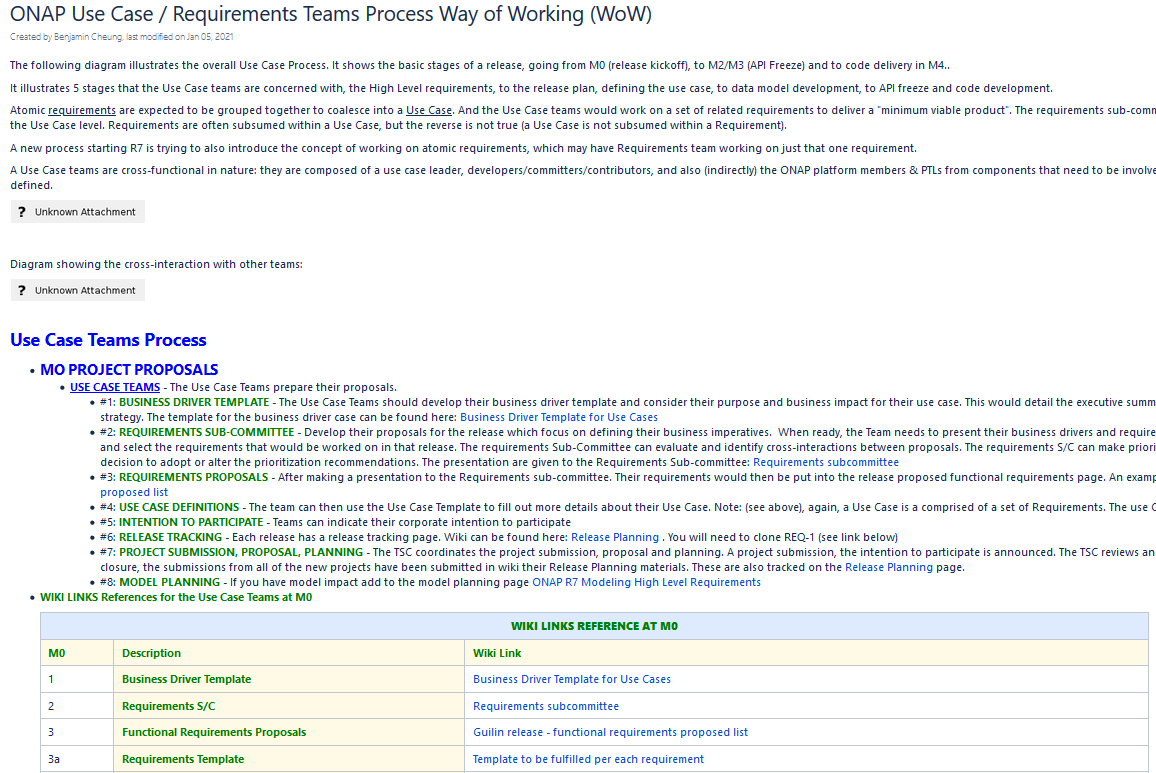 ONAP Use Case / Requirements Teams Process Way of Working (WoW)
Created by Benjamin Cheung, last modified on Jan 05, 2021
The following diagram illustrates the overall Use Case Process. It shows the basic stages of a release, going from M0 (release kickoff), to M2/M3 (API Freeze) and to code delivery in M4..
It illustrates 5 stages that the Use Case teams are concerned with, the High Level requirements, to the release plan, defining the use case, to data model development, to API freeze and code development.
Atomic requirements are expected to be grouped together to coalesce into a Use Case. And the Use Case teams would work on a set of related requirements to deliver a "minimum viable product". The requirements sub-comm
the Use Case level. Requirements are often subsumed within a Use Case, but the reverse is not true (a Use Case is not subsumed within a Requirement).
A new process starting R7 is trying to also introduce the concept of working on atomic requirements, which may have Requirements team working on just that one requirement.
A Use Case teams are cross-functional in nature: they are composed of a use case leader, developers/committers/contributors, and also (indirectly) the ONAP platform members & PTLs from components that need to be involve
defined.
? Unknown Attachment
Diagram showing the cross-interaction with other teams:
? Unknown Attachment
Use Case Teams Process
• MO PROJECT PROPOSALS
• USE CASE TEAMS - The Use Case Teams prepare their proposals.
• #1: BUSINESS DRIVER TEMPLATE - The Use Case Teams should develop their business driver template and consider their purpose and business impact for their use case. This would detail the executive summ
strategy. The template for the business driver case can be found here: Business Driver Template for Use Cases
• #2: REQUIREMENTS SUB-COMMITTEE - Develop their proposals for the release which focus on defining their business imperatives. When ready, the Team needs to present their business drivers and require
and select the requirements that would be worked on in that release. The requirements Sub-Committee can evaluate and identify cross-interactions between proposals. The requirements S/C can make priori
decision to adopt or alter the prioritization recommendations. The presentation are given to the Requirements Sub-committee: Requirements subcommittee
• #3: REQUIREMENTS PROPOSALS - After making a presentation to the Requirements sub-committee. Their requirements would then be put into the release proposed functional requirements page. An examp
proposed list
• #4: USE CASE DEFINITIONS - The team can then use the Use Case Template to fill out more details about their Use Case. Note: (see above), again, a Use Case is a comprised of a set of Requirements. The use C
• #5: INTENTION TO PARTICIPATE - Teams can indicate their corporate intention to participate
• #6: RELEASE TRACKING - Each release has a release tracking page. Wiki can be found here: Release Planning . You will need to clone REQ-1 (see link below)
• #7: PROJECT SUBMISSION, PROPOSAL, PLANNING - The TSC coordinates the project submission, proposal and planning. A project submission, the intention to participate is announced. The TSC reviews an
closure, the submissions from all of the new projects have been submitted in wiki their Release Planning materials. These are also tracked on the Release Planning page.
• #8: MODEL PLANNING - If you have model impact add to the model planning page ONAP R7 Modeling High Level Requirements
• WIKI LINKS References for the Use Case Teams at M0
WIKI LINKS REFERENCE AT M0
M0 Description Wiki Link
1 Business Driver Template Business Driver Template for Use Cases
2 Requirements S/C Requirements subcommittee
3 Functional Requirements Proposals Guilin release - functional requirements proposed list
3a Requirements Template Template to be fulfilled per each requirement